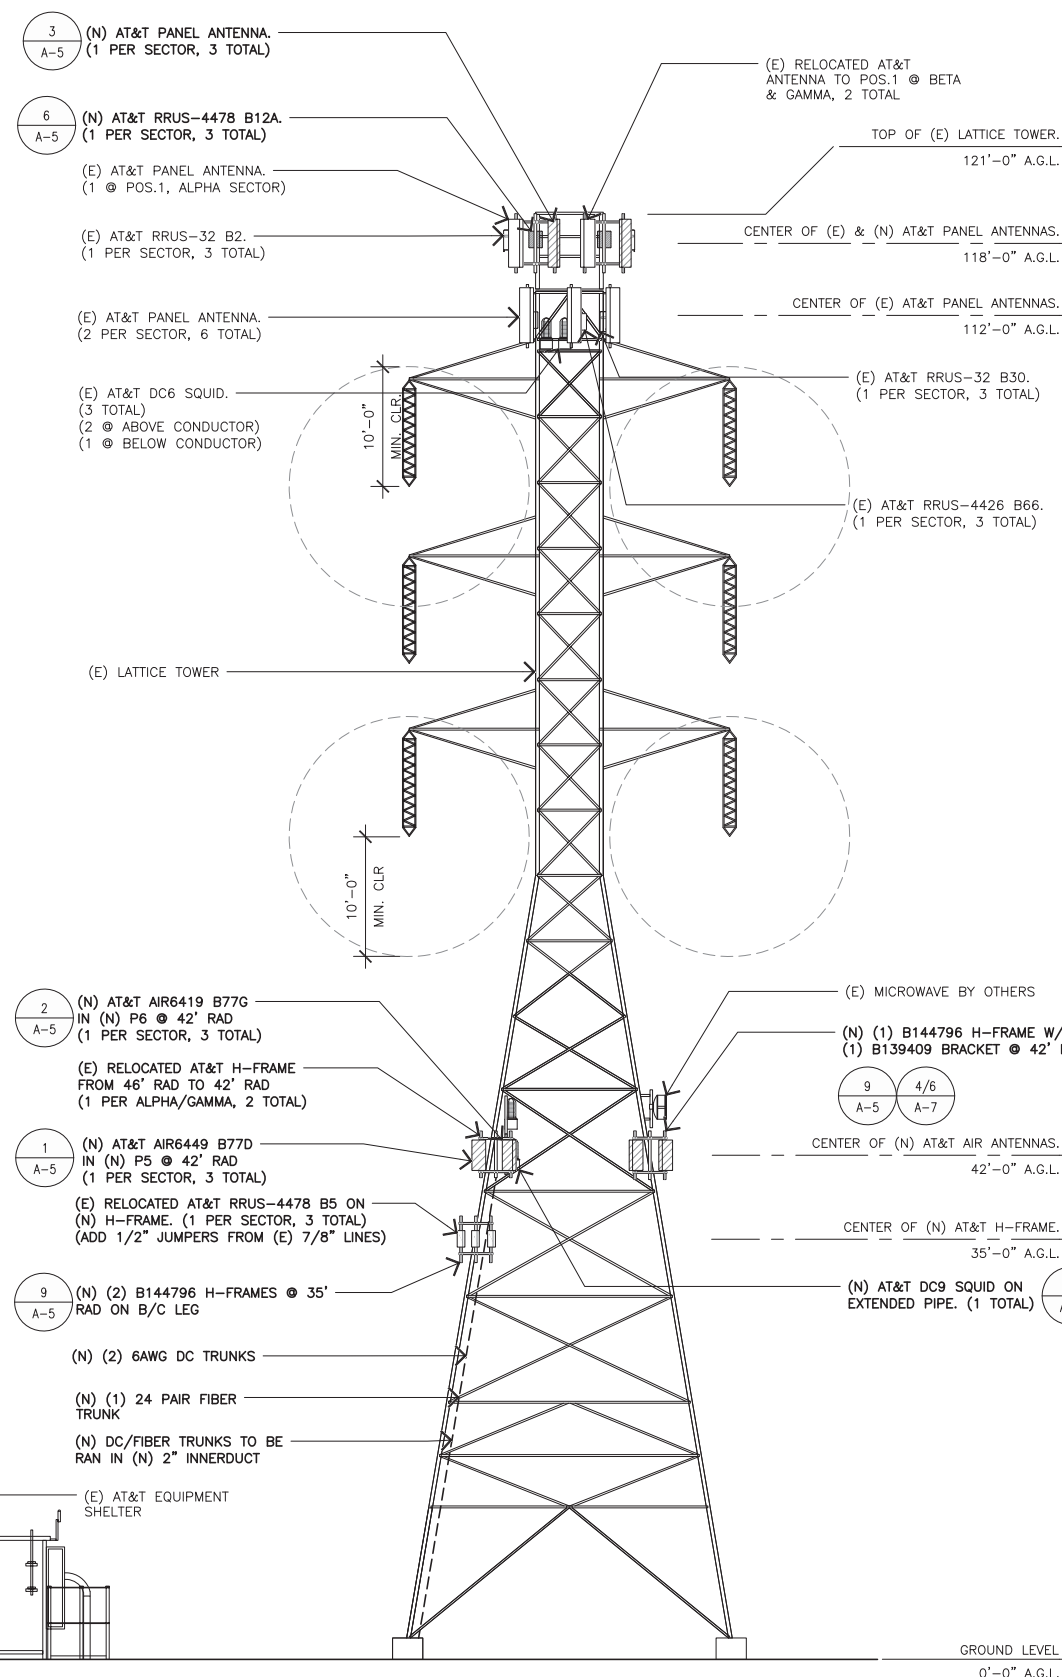 3
A-5
(N) AT&T PANEL ANTENNA.
(1 PER SECTOR, 3 TOTAL)
(E) RELOCATED AT&T
ANTENNA TO POS.1 @ BETA
& GAMMA, 2 TOTAL
6
A-5
(N) AT&T RRUS-4478 B12A.
(1 PER SECTOR, 3 TOTAL)
TOP OF (E) LATTICE TOWER.
121'-0" A.G.L.
(E) AT&T PANEL ANTENNA.
(1 @ POS.1, ALPHA SECTOR)
(E) AT&T RRUS-32 B2.
(1 PER SECTOR, 3 TOTAL)
CENTER OF (E) & (N) AT&T PANEL ANTENNAS.
118'-0" A.G.L.
(E) AT&T PANEL ANTENNA.
(2 PER SECTOR, 6 TOTAL)
CENTER OF (E) AT&T PANEL ANTENNAS.
112'-0" A.G.L.
(E) AT&T DC6 SQUID.
(3 TOTAL)
(2 @ ABOVE CONDUCTOR)
(1 @ BELOW CONDUCTOR)
10'-0"
MIN. CLR.
(E) AT&T RRUS-32 B30.
(1 PER SECTOR, 3 TOTAL)
(E) AT&T RRUS-4426 B66.
(1 PER SECTOR, 3 TOTAL)
(E) LATTICE TOWER
10'-0"
MIN. CLR
2
A-5
(N) AT&T AIR6419 B77G
IN (N) P6 @ 42' RAD
(1 PER SECTOR, 3 TOTAL)
(E) MICROWAVE BY OTHERS
(N) (1) B144796 H-FRAME W/
(1) B139409 BRACKET @ 42'
9
A-5
4/6
A-7
(E) RELOCATED AT&T H-FRAME
FROM 46' RAD TO 42' RAD
(1 PER ALPHA/GAMMA, 2 TOTAL)
1
A-5
(N) AT&T AIR6449 B77D
IN (N) P5 @ 42' RAD
(1 PER SECTOR, 3 TOTAL)
CENTER OF (N) AT&T AIR ANTENNAS.
42'-0" A.G.L.
(E) RELOCATED AT&T RRUS-4478 B5 ON
(N) H-FRAME. (1 PER SECTOR, 3 TOTAL)
(ADD 1/2" JUMPERS FROM (E) 7/8" LINES)
CENTER OF (N) AT&T H-FRAME.
35'-0" A.G.L.
9
A-5
(N) (2) B144796 H-FRAMES @ 35'
RAD ON B/C LEG
(N) AT&T DC9 SQUID ON
EXTENDED PIPE. (1 TOTAL)
(N) (2) 6AWG DC TRUNKS
(N) (1) 24 PAIR FIBER
TRUNK
(N) DC/FIBER TRUNKS TO BE
RAN IN (N) 2" INNERDUCT
(E) AT&T EQUIPMENT
SHELTER
GROUND LEVEL
0'-0" A.G.L.